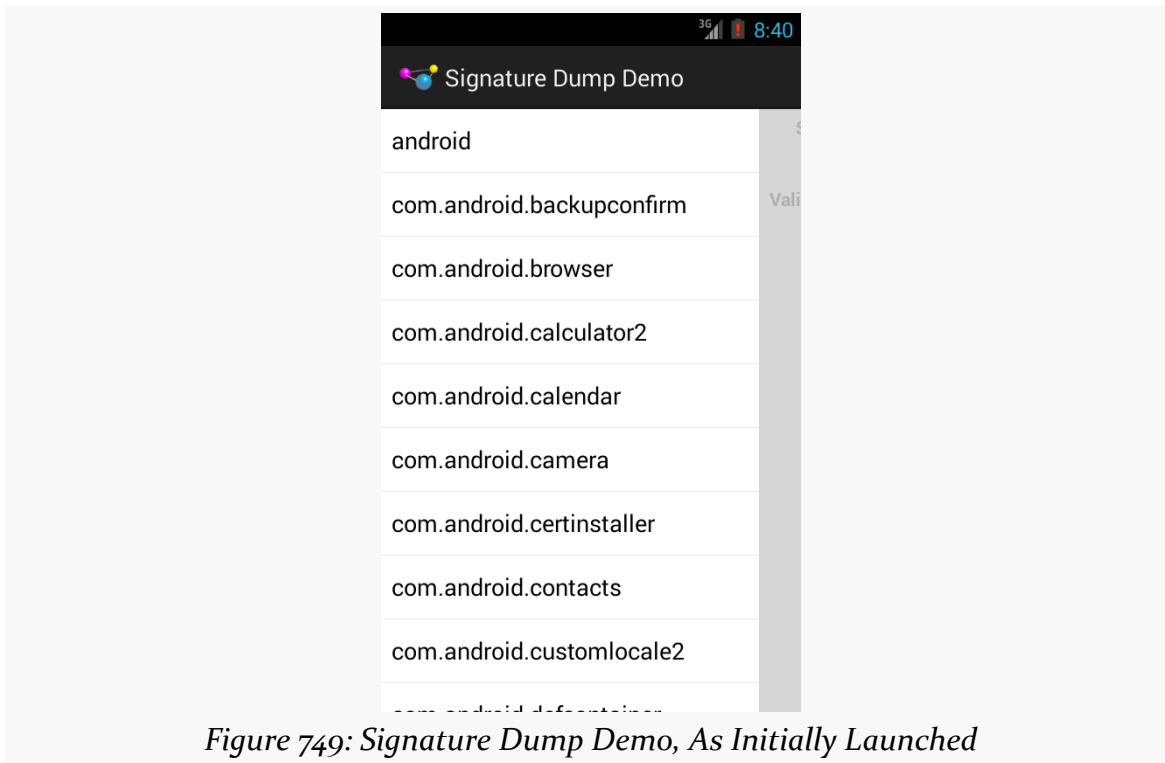 3G 8:40
Signature Dump Demo
android
com.android.backupconfirm
Vali
com.android.browser
com.android.calculator2
com.android.calendar
com.android.camera
com.android.certinstaller
com.android.contacts
com.android.customlocale2
Figure 749: Signature Dump Demo, As Initially Launched